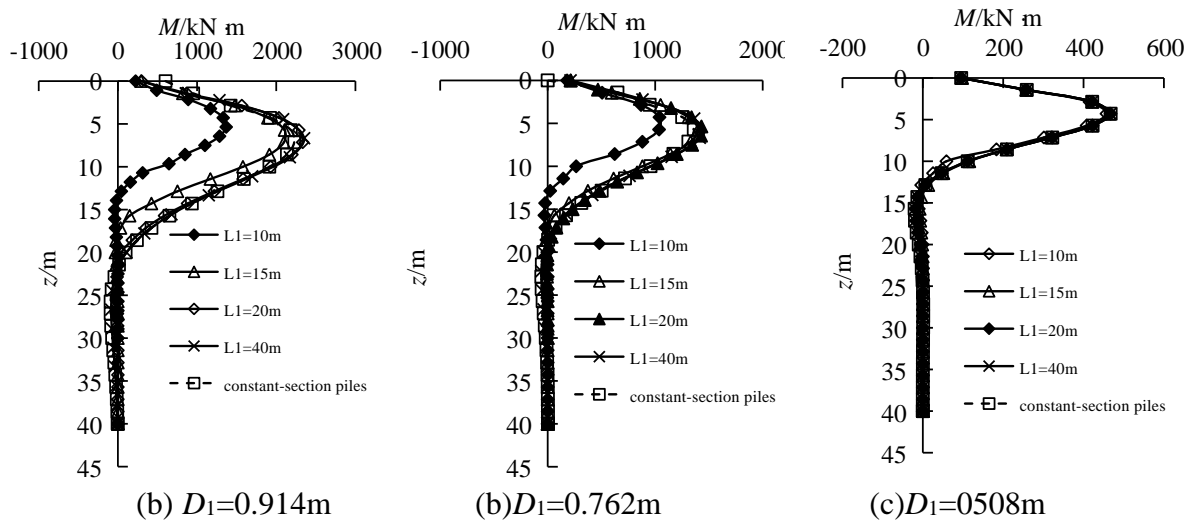 M/kN·m
-1000 0 1000 2000 3000
0
5
10
15
20
25
30
35
40
45
z/m
L1=10m
L1=15m
L1=20m
L1=40m
constant-section piles
(b) D1=0.914m
M/kN·m
-1000 0 1000 2000
0
5
10
15
20
25
30
35
40
45
z/m
L1=10m
L1=15m
L1=20m
L1=40m
constant-section piles
(b)D1=0.762m
M/kN·m
-200 0 200 400 600
0
5
10
15
20
25
30
35
40
45
z/m
L1=10m
L1=15m
L1=20m
L1=40m
constant-section piles
(c)D1=0508m